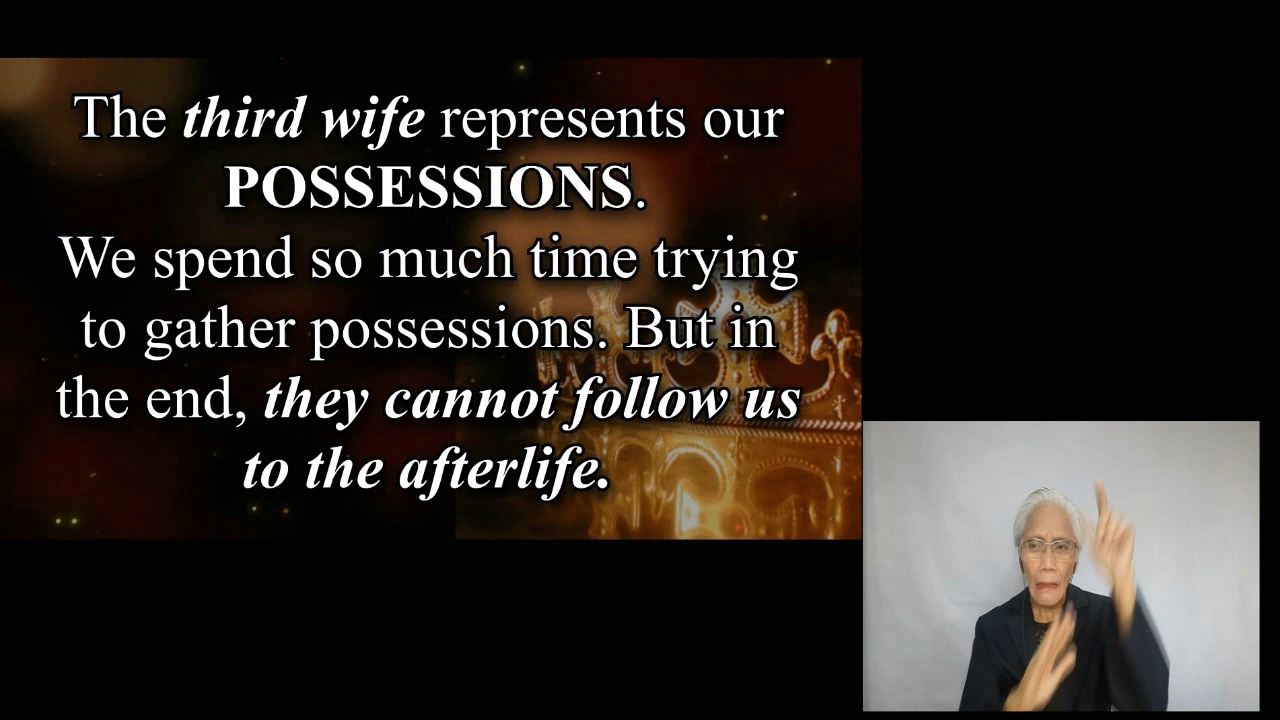 The third wife represents our
POSSESSIONS.
We spend so much time trying
to gather possessions. But in
the end, they cannot follow us
to the afterlife.